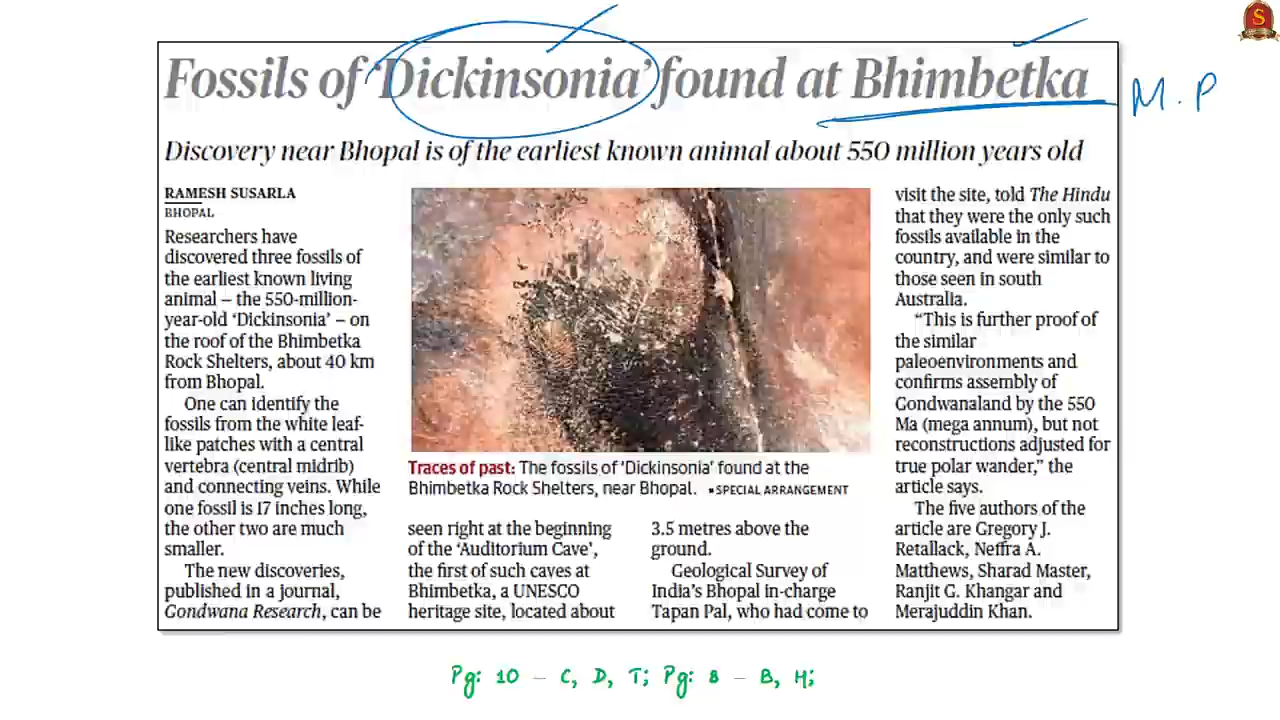 S
Fossils of ‘Dickinsonia’ found at Bhimbetka
M.P
Discovery near Bhopal is of the earliest known animal about 550 million years old
RAMESH SUSARLA
BHOPAL
Researchers have
discovered three fossils of
the earliest known living
animal – the 550-million-
year-old ‘Dickinsonia’ – on
the roof of the Bhimbetka
Rock Shelters, about 40 km
from Bhopal.
One can identify the
fossils from the white leaf-
like patches with a central
vertebra (central midrib)
and connecting veins. While
one fossil is 17 inches long,
the other two are much
smaller.
The new discoveries,
published in a journal,
Gondwana Research, can be
Traces of past: The fossils of ‘Dickinsonia’ found at the
Bhimbetka Rock Shelters, near Bhopal. ▪SPECIAL ARRANGEMENT
seen right at the beginning
of the ‘Auditorium Cave’,
the first of such caves at
Bhimbetka, a UNESCO
heritage site, located about
3.5 metres above the
ground.
Geological Survey of
India’s Bhopal in-charge
Tapan Pal, who had come to
visit the site, told The Hindu
that they were the only such
fossils available in the
country, and were similar to
those seen in south
Australia.
“This is further proof of
the similar
paleoenvironments and
confirms assembly of
Gondwanaland by the 550
Ma (mega annum), but not
reconstructions adjusted for
true polar wander,” the
article says.
The five authors of the
article are Gregory J.
Retallack, Neffra A.
Matthews, Sharad Master,
Ranjit G. Khangar and
Merajuddin Khan.
Pg: 10 – C, D, T; Pg: 8 – B, H;